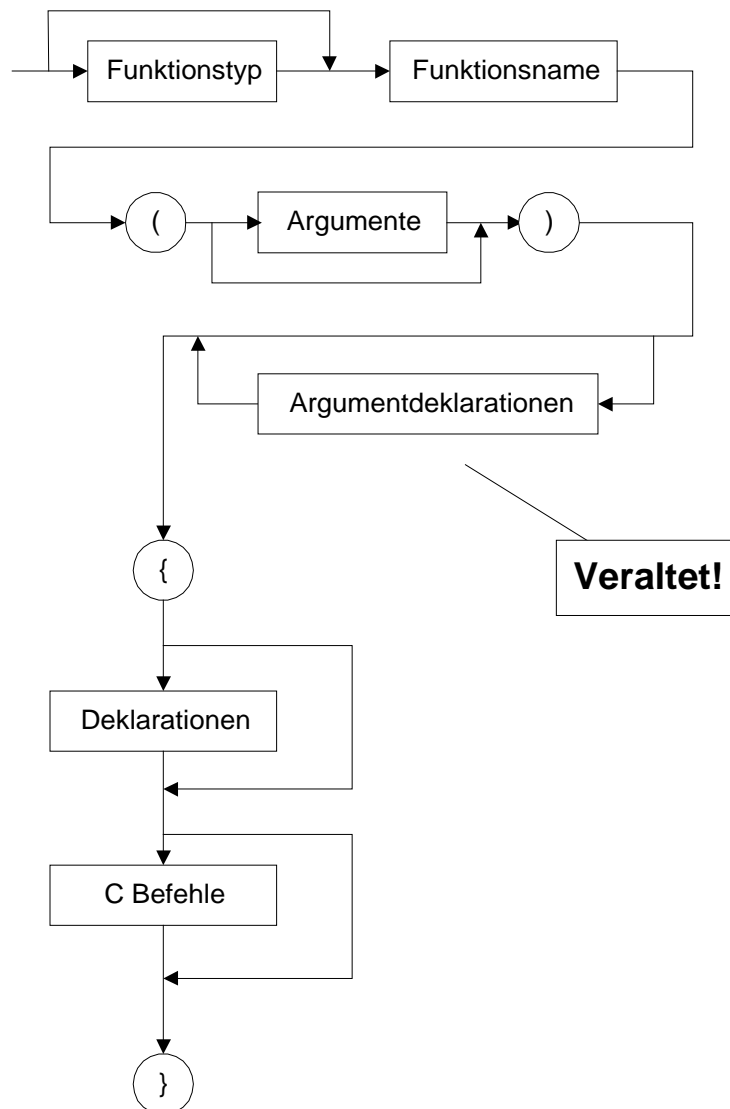 Funktionstyp
Funktionsname
(
Argumente
)
Argumentdeklarationen
Veraltet!
{
Deklarationen
C Befehle
}